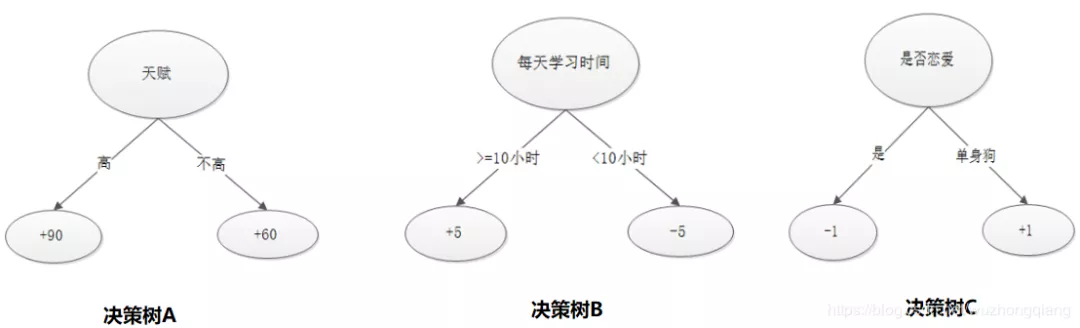 天赋
高
不高
+90
+60
决策树A
每天学习时间
>=10小时
<10小时
+5
-5
决策树B
是否恋爱
是
单身狗
-1
+1
决策树C